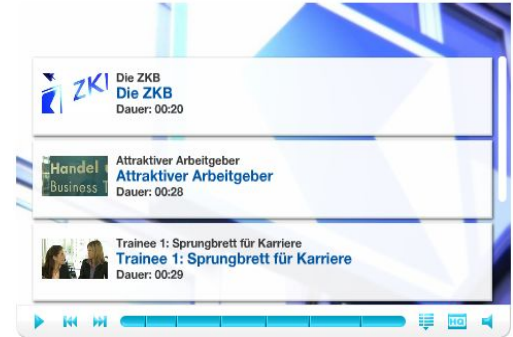 ZK
Die ZKB
Die ZKB
Dauer: 00:20
Handel
Business T
Attraktiver Arbeitgeber
Attraktiver Arbeitgeber
Dauer: 00:28
Trainee 1: Sprungbrett für Karriere
Trainee 1: Sprungbrett für Karriere
Dauer: 00:29
HQ